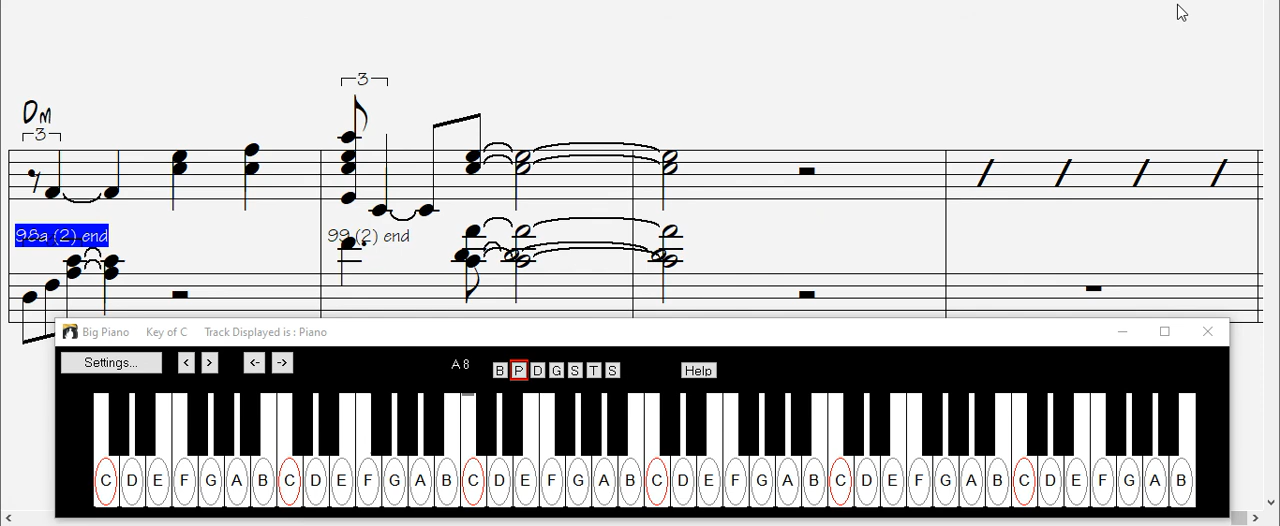 3
Dm
3
98a (2) end
99 (2) end
Big Piano Key of C Track Displayed is : Piano
Settings... < > <- -> A 8 B P D G S T S Help
C D E F G A B C D E F G A B C D E F G A B C D E F G A B C D E F G A B C D E F G A B